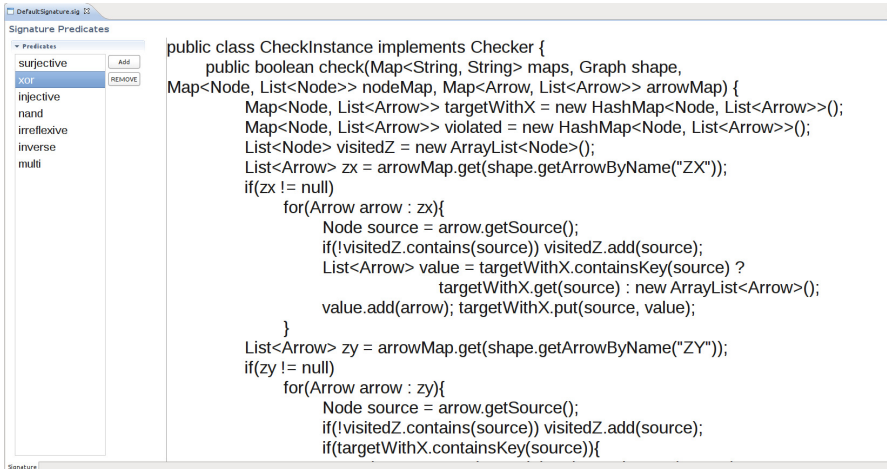 DefaultSignature.sig
Signature Predicates
Predicates
surjective
xor
injective
nand
irreflexive
inverse
multi
Add
REMOVE
public class CheckInstance implements Checker {
public boolean check(Map<String, String> maps, Graph shape,
Map<Node, List<Node>> nodeMap, Map<Arrow, List<Arrow>> arrowMap) {
Map<Node, List<Arrow>> targetWithX = new HashMap<Node, List<Arrow>>();
Map<Node, List<Arrow>> violated = new HashMap<Node, List<Arrow>>();
List<Node> visitedZ = new ArrayList<Node>();
List<Arrow> zx = arrowMap.get(shape.getArrowByName("ZX"));
if(zx != null)
for(Arrow arrow : zx){
Node source = arrow.getSource();
if(!visitedZ.contains(source)) visitedZ.add(source);
List<Arrow> value = targetWithX.containsKey(source) ?
targetWithX.get(source) : new ArrayList<Arrow>();
value.add(arrow); targetWithX.put(source, value);
}
List<Arrow> zy = arrowMap.get(shape.getArrowByName("ZY"));
if(zy != null)
for(Arrow arrow : zy){
Node source = arrow.getSource();
if(!visitedZ.contains(source)) visitedZ.add(source);
if(targetWithX.containsKey(source)){
Signature